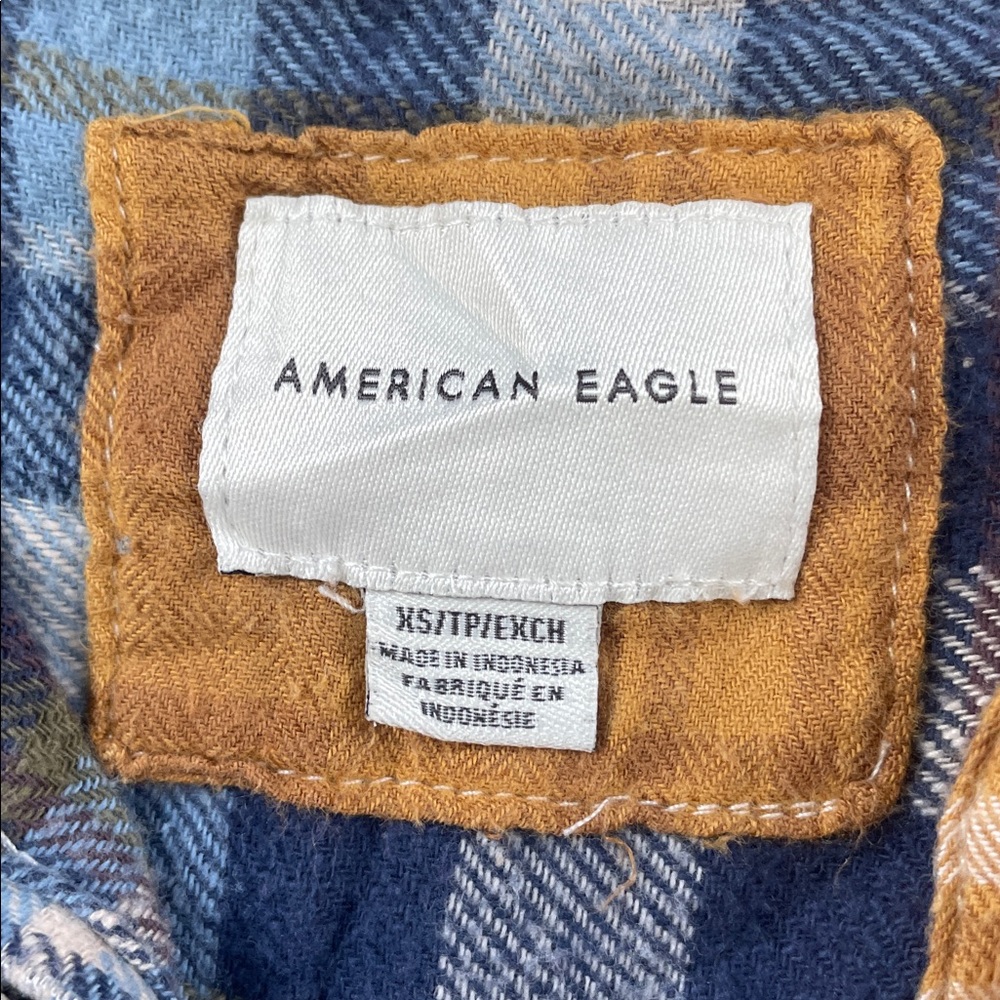 AMERICAN EAGLE
XS/TP/EXCH
MADE IN INDONESIA
FABRIQUÉ EN
INDONÉSIE